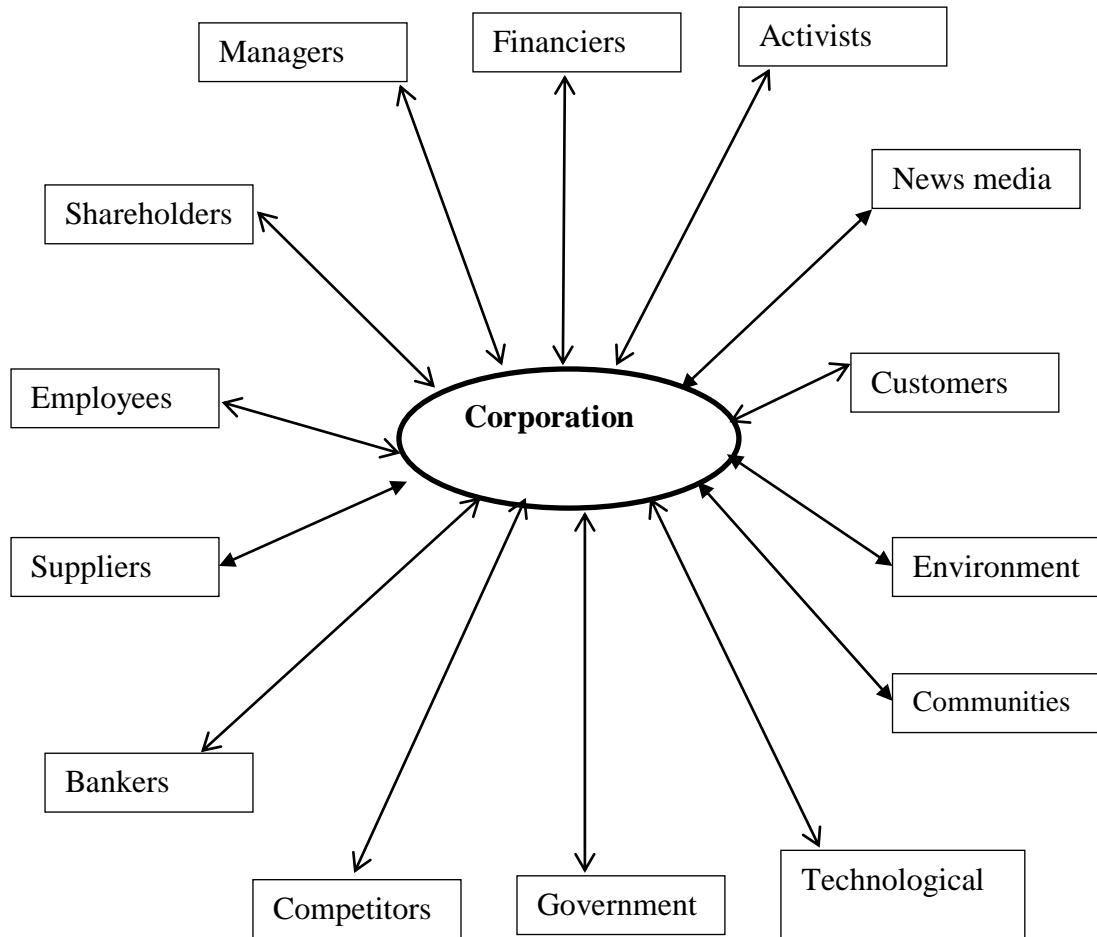 Managers
Financiers
Activists
News media
Shareholders
Employees
Corporation
Customers
Suppliers
Environment
Communities
Bankers
Competitors
Government
Technological